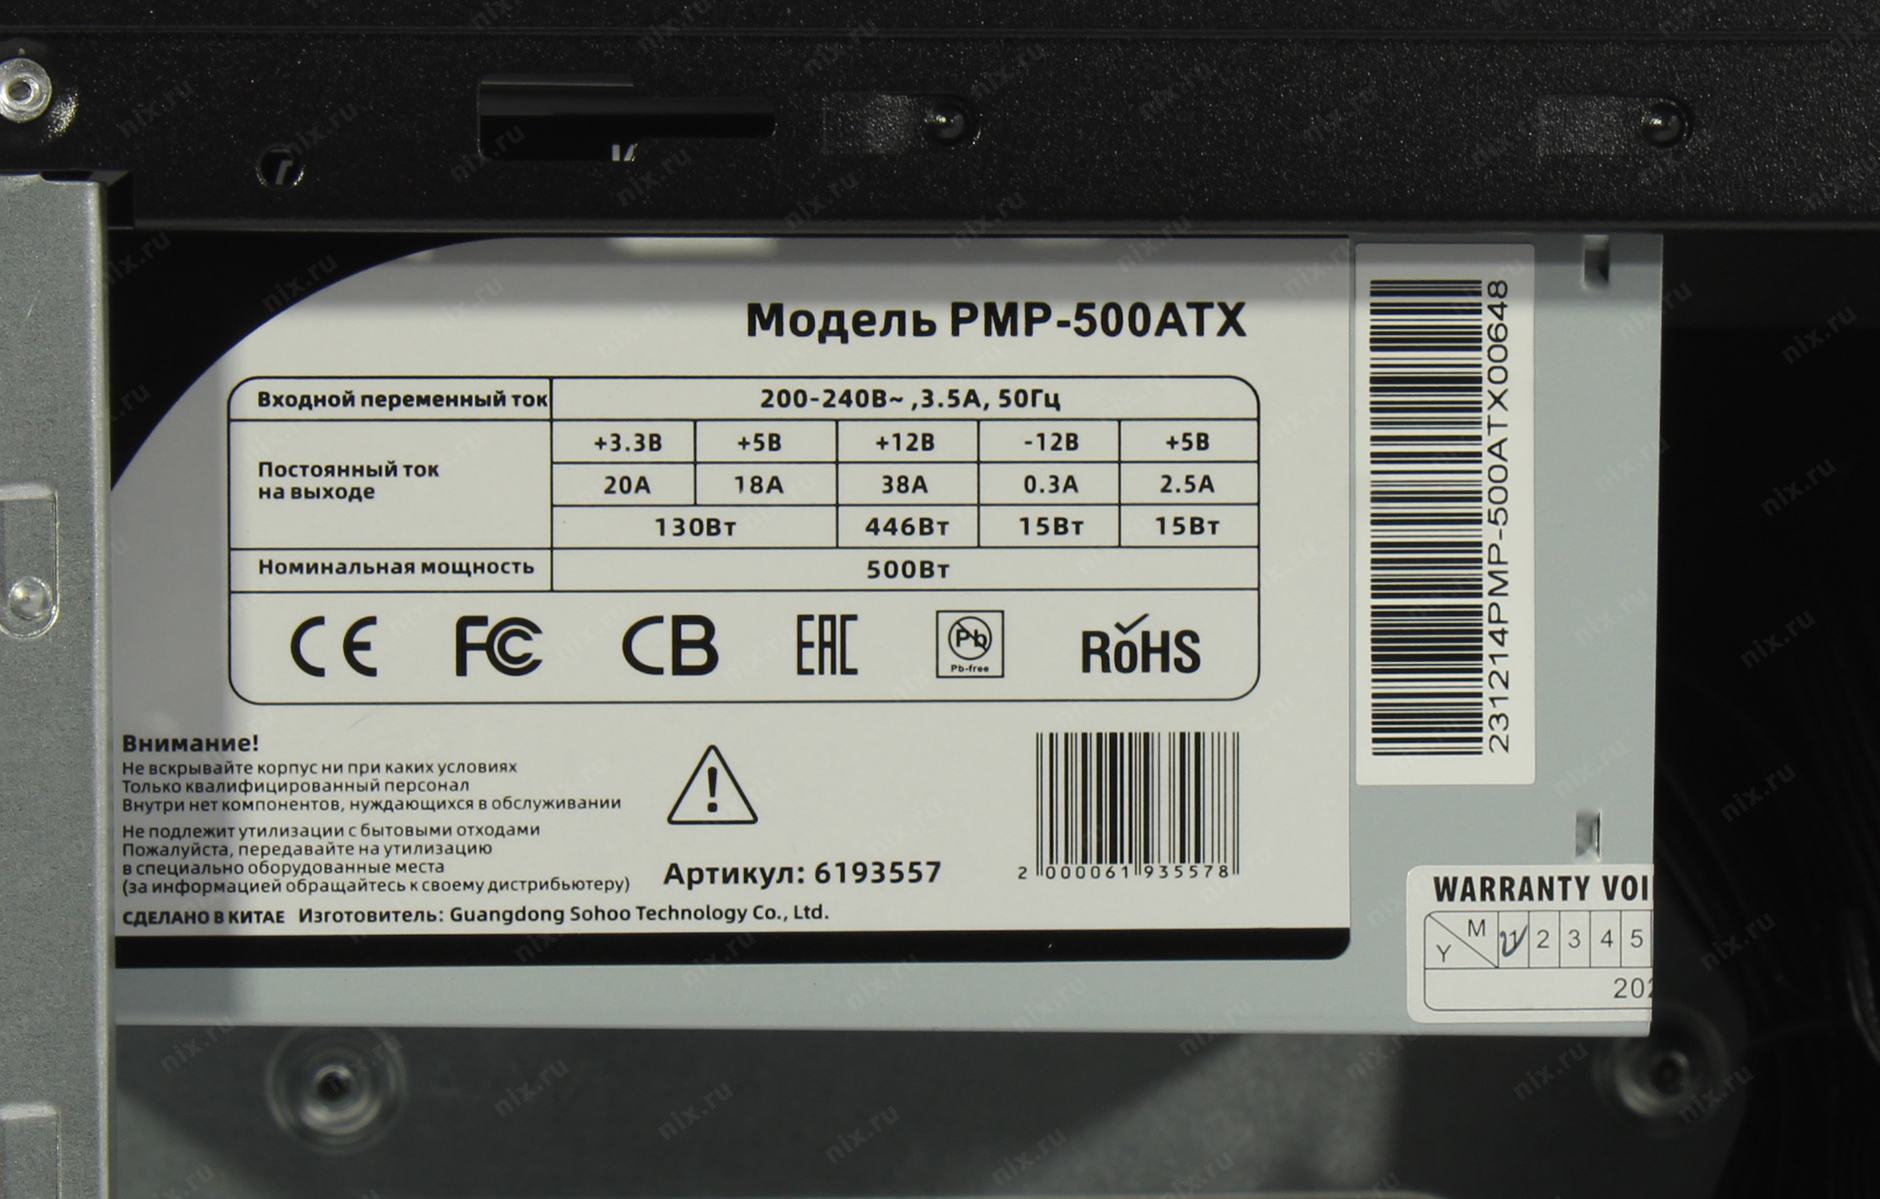 Модель PMP-500ATX
Входной переменный ток 200-240В~ ,3.5А, 50Гц
Постоянный ток
на выходе
+3.3В +5В +12В -12В +5В
20А 18А 38А 0.3А 2.5А
130Вт 446Вт 15Вт 15Вт
Номинальная мощность 500Вт
CE FC CB EAC Pb RoHS
Pb-free
Внимание!
Не вскрывайте корпус ни при каких условиях
Только квалифицированный персонал
Внутри нет компонентов, нуждающихся в обслуживании
Не подлежит утилизации с бытовыми отходами
Пожалуйста, передавайте на утилизацию
в специально оборудованные места
(за информацией обращайтесь к своему дистрибьютеру)
СДЕЛАНО В КИТАЕ Изготовитель: Guangdong Sohoo Technology Co., Ltd.
Артикул: 6193557
2 000061 935578
231214PMP-500ATX00648
WARRANTY VOI
M
Y
1 2 3 4 5
202
nix.ru